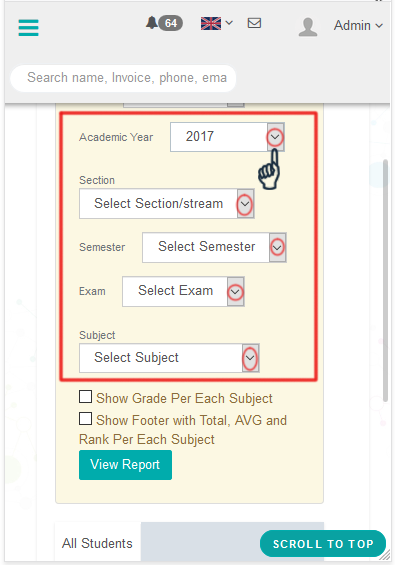 64
Admin
Search name, Invoice, phone, ema
Academic Year 2017
Section
Select Section/stream
Semester Select Semester
Exam Select Exam
Subject
Select Subject
Show Grade Per Each Subject
Show Footer with Total, AVG and
Rank Per Each Subject
View Report
All Students
SCROLL TO TOP